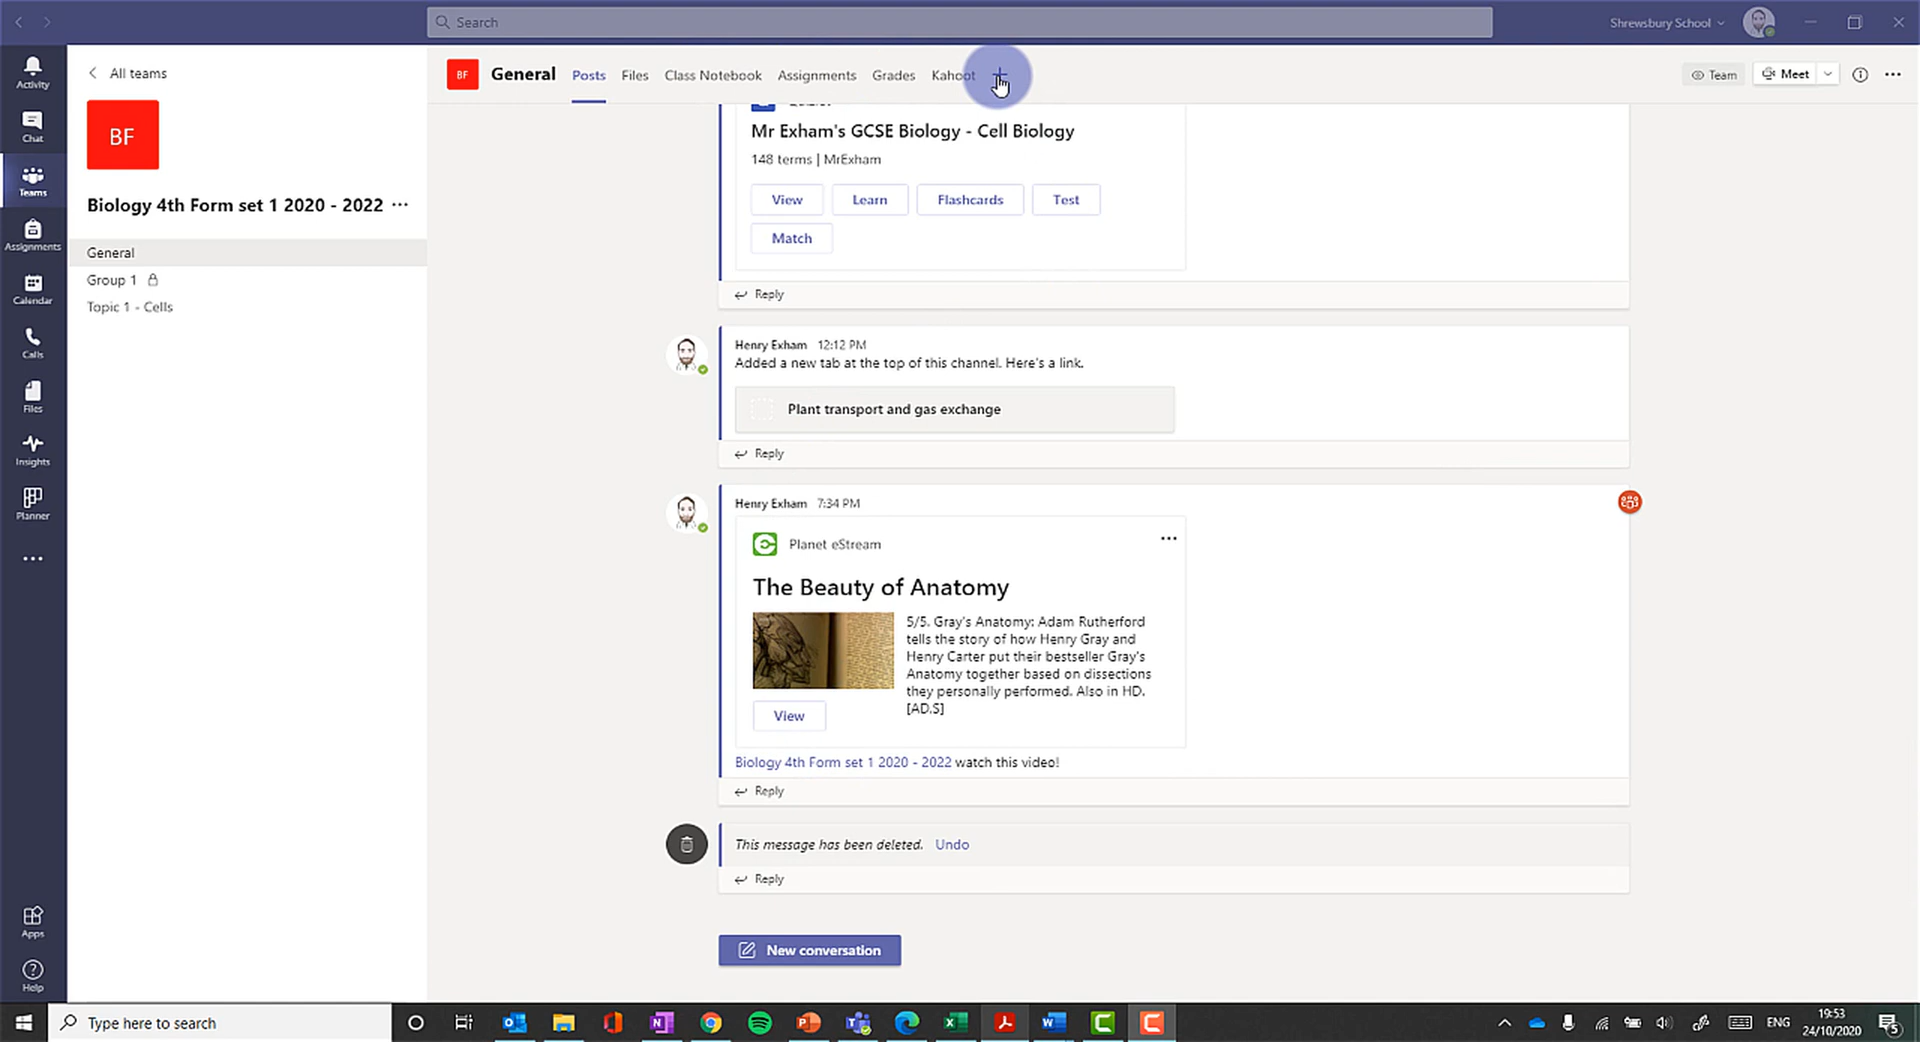 Search
Shrewsbury School
Activity
Chat
Teams
Assignments
Calendar
Calls
Files
Insights
Planner
Apps
Help
All teams
BF
Biology 4th Form set 1 2020 - 2022
General
Group 1
Topic 1 - Cells
BF General Posts Files Class Notebook Assignments Grades Kahoot
Team Meet
Mr Exham's GCSE Biology - Cell Biology
148 terms | MrExham
View Learn Flashcards Test
Match
Reply
Henry Exham 12:12 PM
Added a new tab at the top of this channel. Here's a link.
Plant transport and gas exchange
Reply
Henry Exham 7:34 PM
Planet eStream
The Beauty of Anatomy
5/5. Gray's Anatomy: Adam Rutherford
tells the story of how Henry Gray and
Henry Carter put their bestseller Gray's
Anatomy together based on dissections
they personally performed. Also in HD.
[AD,S]
View
Biology 4th Form set 1 2020 - 2022 watch this video!
Reply
This message has been deleted. Undo
Reply
New conversation
Type here to search
ENG
19:53
24/10/2020
5